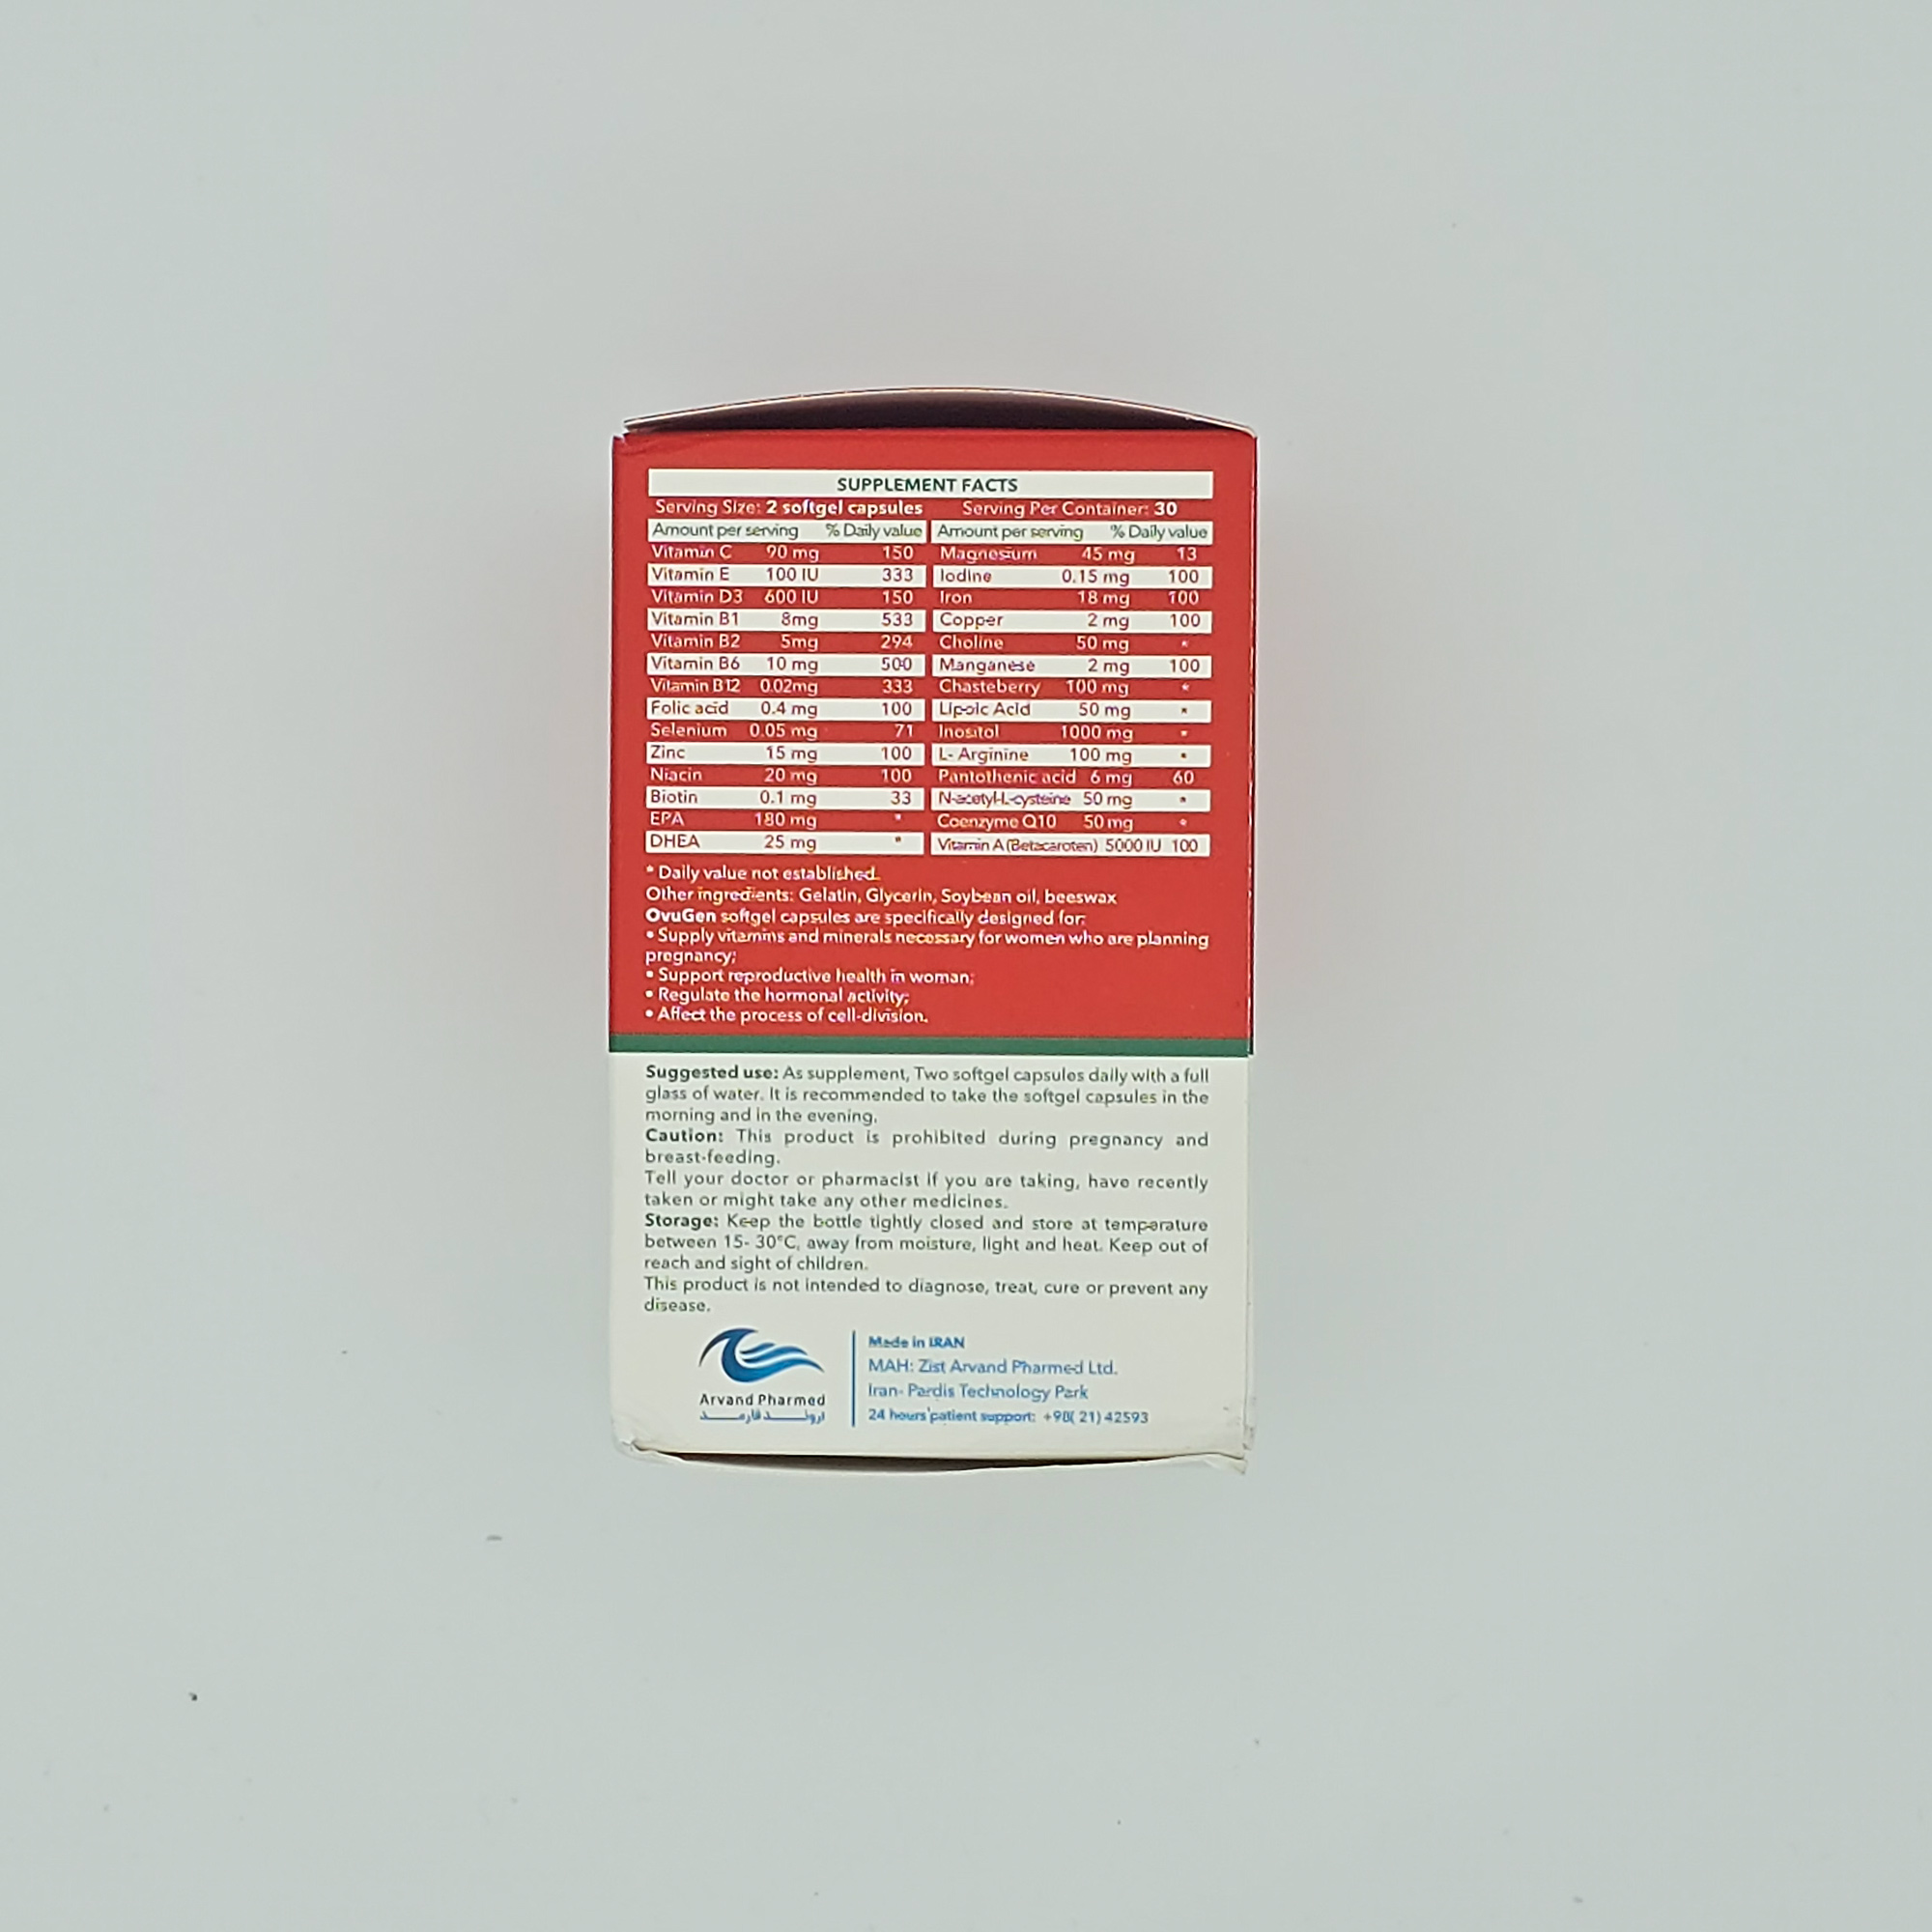 SUPPLEMENT FACTS
Serving Size: 2 softgel capsules Serving Per Container: 30
Amount per serving % Daily value Amount per serving % Daily value
Vitamin C 90 mg 150 Magnesium 45 mg 13
Vitamin E 100 IU 333 Iodine 0.15 mg 100
Vitamin D3 600 IU 150 Iron 18 mg 100
Vitamin B1 8mg 533 Copper 2 mg 100
Vitamin B2 5mg 294 Choline 50 mg *
Vitamin B6 10 mg 500 Manganese 2 mg 100
Vitamin B12 0.02mg 333 Chasteberry 100 mg *
Folic acid 0.4 mg 100 Lipoic Acid 50 mg *
Selenium 0.05 mg 71 Inositol 1000 mg *
Zinc 15 mg 100 L- Arginine 100 mg *
Niacin 20 mg 100 Pantothenic acid 6 mg 60
Biotin 0.1 mg 33 N-acetyl-L-cysteine 50 mg *
EPA 180 mg * Coenzyme Q10 50 mg *
DHEA 25 mg * Vitamin A (Betacaroten) 5000 IU 100
* Daily value not established.
Other ingredients: Gelatin, Glycerin, Soybean oil, beeswax
OvuGen softgel capsules are specifically designed for:
• Supply vitamins and minerals necessary for women who are planning
pregnancy;
• Support reproductive health in woman;
• Regulate the hormonal activity;
• Affect the process of cell-division.
Suggested use: As supplement, Two softgel capsules daily with a full
glass of water. It is recommended to take the softgel capsules in the
morning and in the evening.
Caution: This product is prohibited during pregnancy and
breast-feeding.
Tell your doctor or pharmacist if you are taking, have recently
taken or might take any other medicines.
Storage: Keep the bottle tightly closed and store at temperature
between 15- 30°C, away from moisture, light and heat. Keep out of
reach and sight of children.
This product is not intended to diagnose, treat, cure or prevent any
disease.
Arvand Pharmed
اروند فارمد
Made in IRAN
MAH: Zist Arvand Pharmed Ltd.
Iran- Pardis Technology Park
24 hours' patient support: +98( 21) 42593